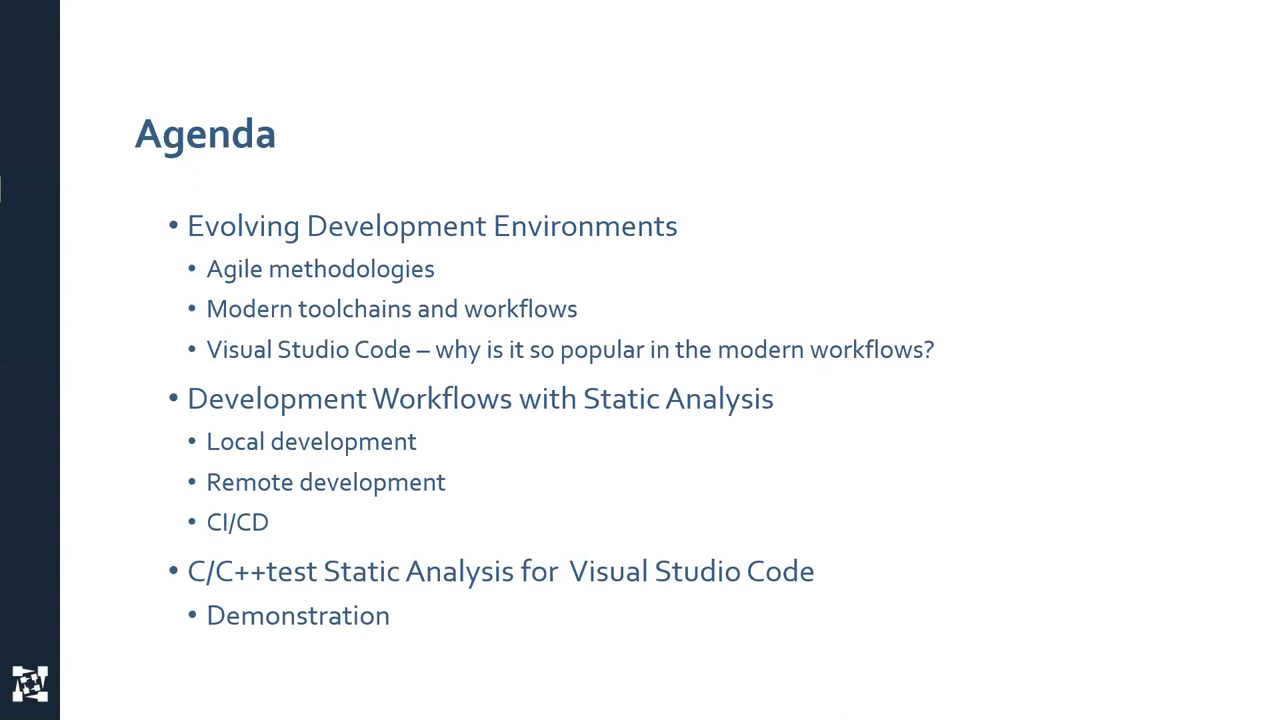 Agenda
• Evolving Development Environments
• Agile methodologies
• Modern toolchains and workflows
• Visual Studio Code – why is it so popular in the modern workflows?
• Development Workflows with Static Analysis
• Local development
• Remote development
• CI/CD
• C/C++test Static Analysis for Visual Studio Code
• Demonstration